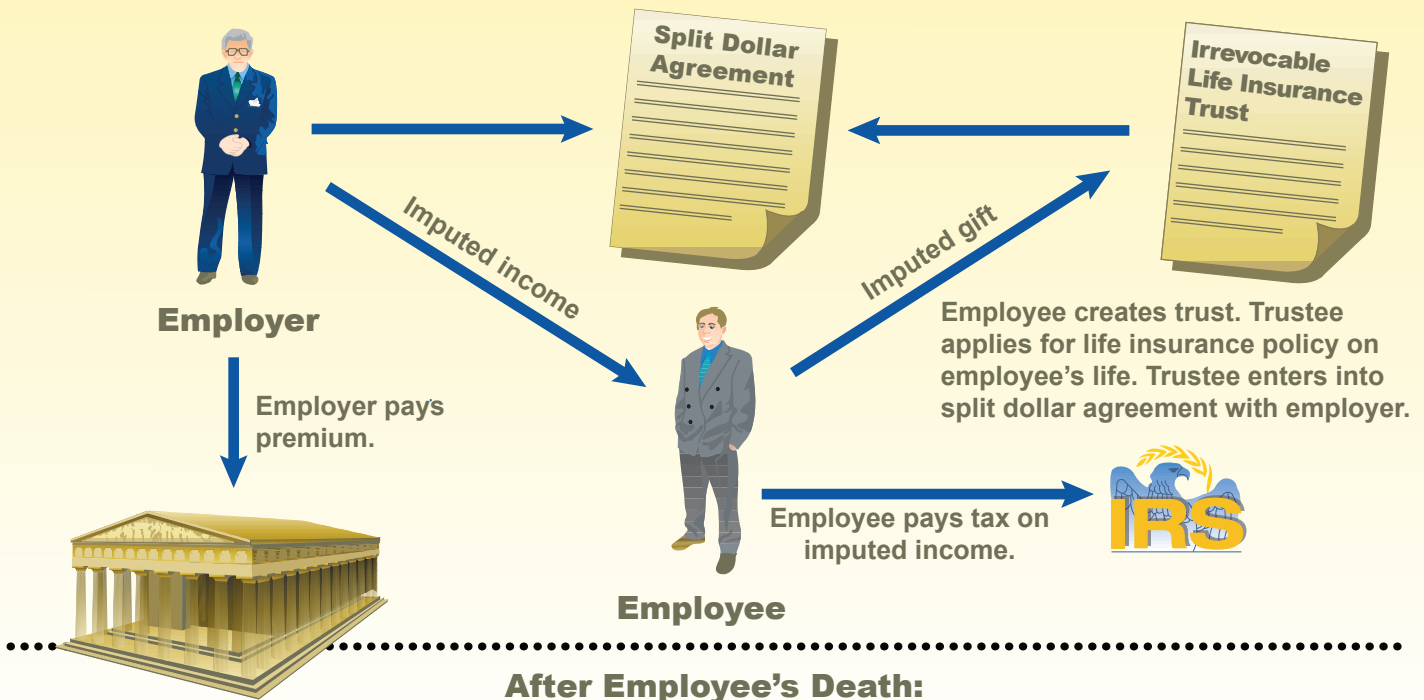 Split Dollar
Agreement
Irrevocable
Life Insurance
Trust
Imputed income
Imputed gift
Employer
Employee creates trust. Trustee
applies for life insurance policy on
employee's life. Trustee enters into
split dollar agreement with employer.
Employer pays
premium.
IRS
Employee pays tax on
imputed income.
Employee
After Employee's Death: